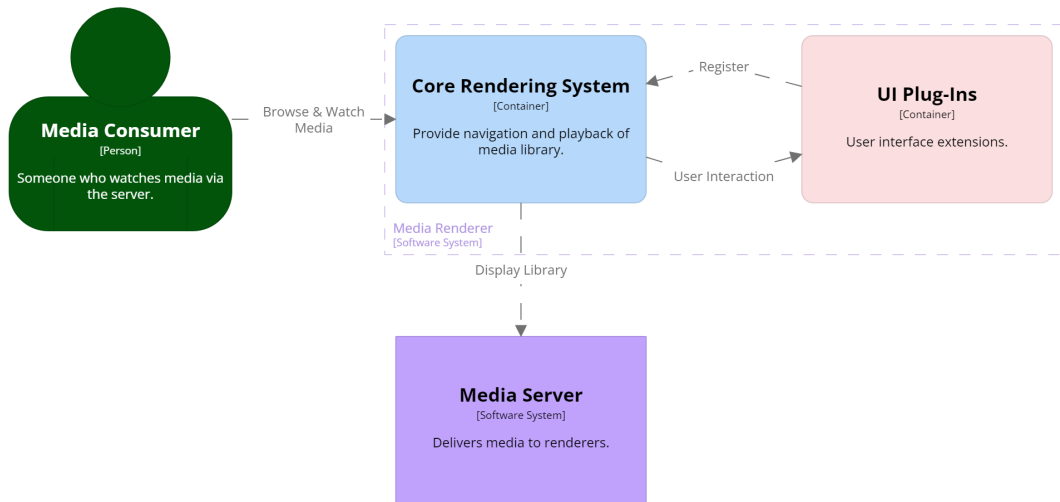 Media Consumer
[Person]
Someone who watches media via
the server.
Browse & Watch
Media
Core Rendering System
[Container]
Provide navigation and playback of
media library.
Register
User Interaction
UI Plug-Ins
[Container]
User interface extensions.
Media Renderer
[Software System]
Display Library
Media Server
[Software System]
Delivers media to renderers.